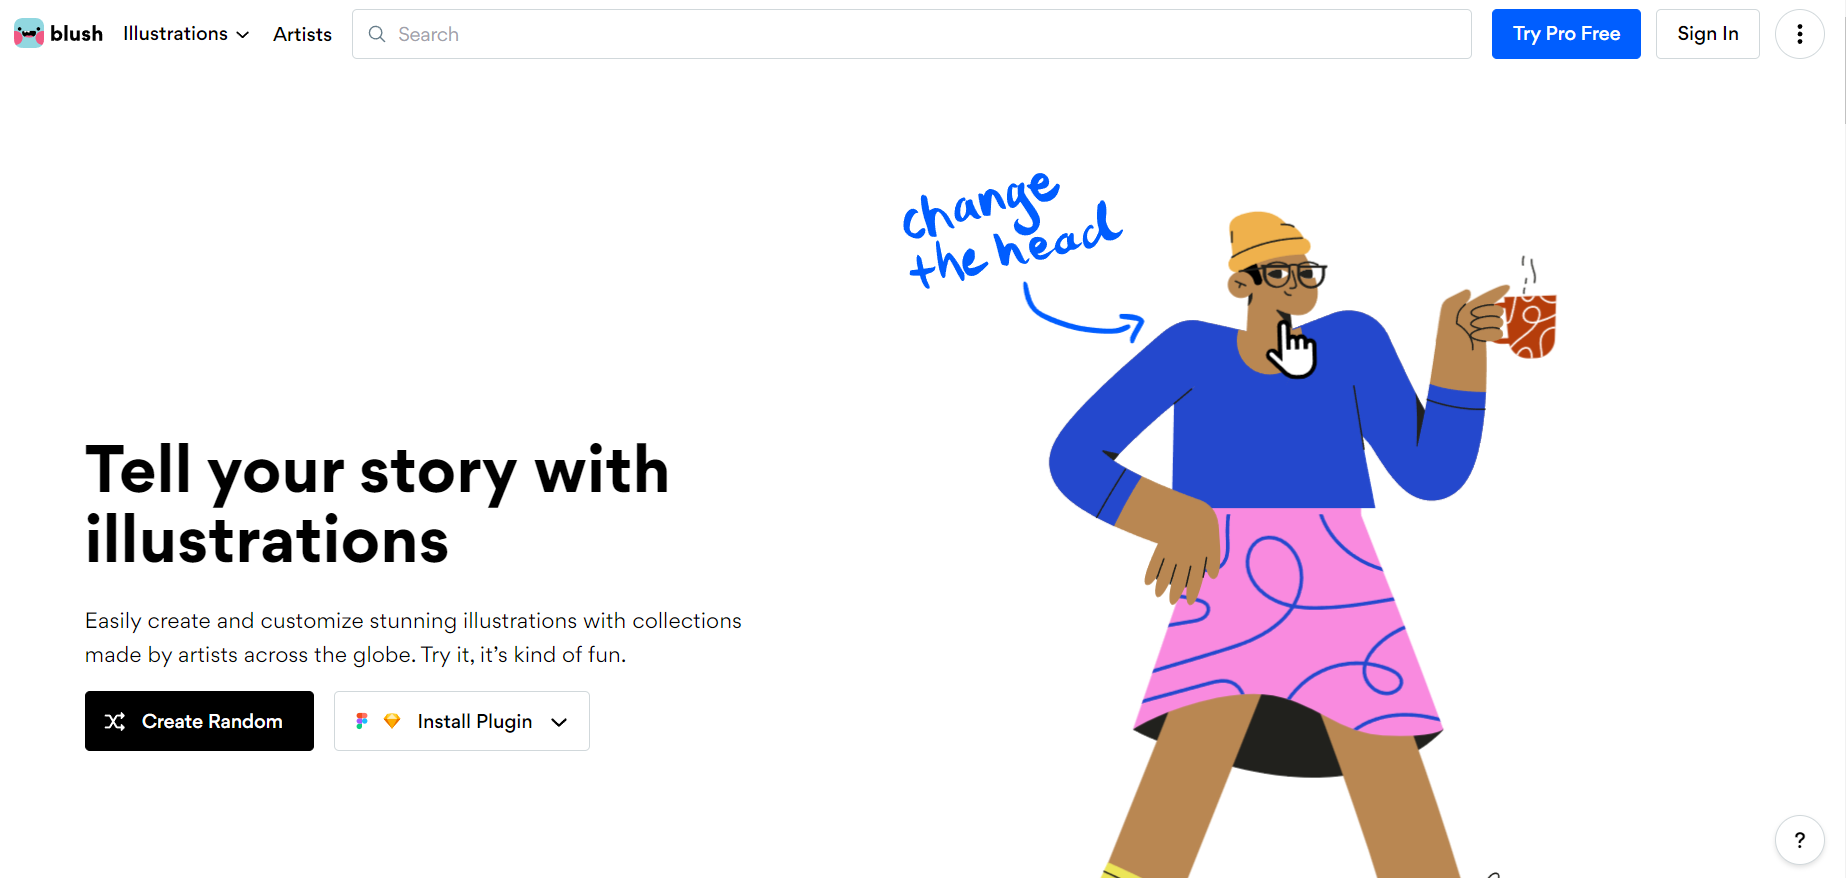 blush
Illustrations
Artists
Search
Try Pro Free
Sign In
change
the head
Tell your story with
illustrations
Easily create and customize stunning illustrations with collections
made by artists across the globe. Try it, it’s kind of fun.
Create Random
Install Plugin
?